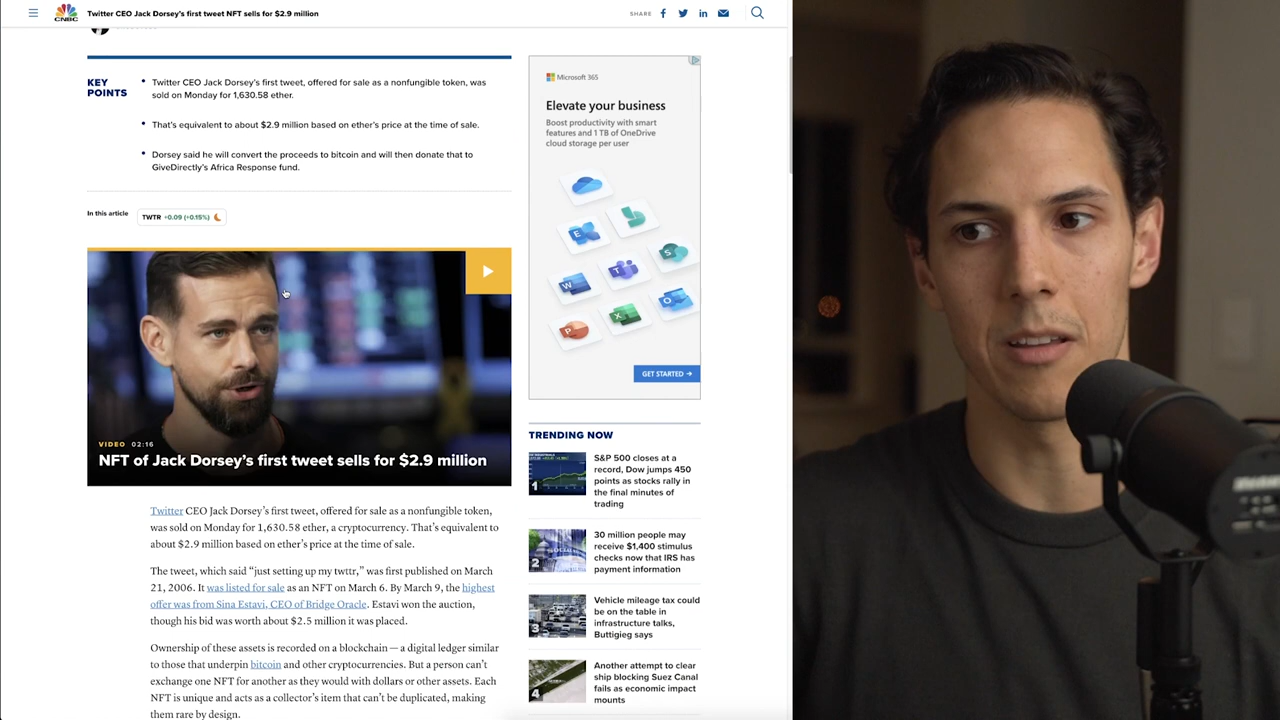 CNBC
Twitter CEO Jack Dorsey's first tweet NFT sells for $2.9 million
SHARE
KEY
POINTS
Twitter CEO Jack Dorsey's first tweet, offered for sale as a nonfungible token, was
sold on Monday for 1,630.58 ether.
That's equivalent to about $2.9 million based on ether's price at the time of sale.
Dorsey said he will convert the proceeds to bitcoin and will then donate that to
GiveDirectly's Africa Response fund.
In this article
TWTR +0.09 (+0.15%)
VIDEO 02:16
NFT of Jack Dorsey's first tweet sells for $2.9 million
Twitter CEO Jack Dorsey's first tweet, offered for sale as a nonfungible token,
was sold on Monday for 1,630.58 ether, a cryptocurrency. That's equivalent to
about $2.9 million based on ether's price at the time of sale.
The tweet, which said "just setting up my twttr," was first published on March
21, 2006. It was listed for sale as an NFT on March 6. By March 9, the highest
offer was from Sina Estavi, CEO of Bridge Oracle. Estavi won the auction,
though his bid was worth about $2.5 million it was placed.
Ownership of these assets is recorded on a blockchain — a digital ledger similar
to those that underpin bitcoin and other cryptocurrencies. But a person can't
exchange one NFT for another as they would with dollars or other assets. Each
NFT is unique and acts as a collector's item that can't be duplicated, making
them rare by design.
Microsoft 365
Elevate your business
Boost productivity with smart
features and 1 TB of OneDrive
cloud storage per user
E
S
W
T
O
X
P
GET STARTED →
TRENDING NOW
1
S&P 500 closes at a
record, Dow jumps 450
points as stocks rally in
the final minutes of
trading
2
30 million people may
receive $1,400 stimulus
checks now that IRS has
payment information
3
Vehicle mileage tax could
be on the table in
infrastructure talks,
Buttigieg says
4
Another attempt to clear
ship blocking Suez Canal
fails as economic impact
mounts